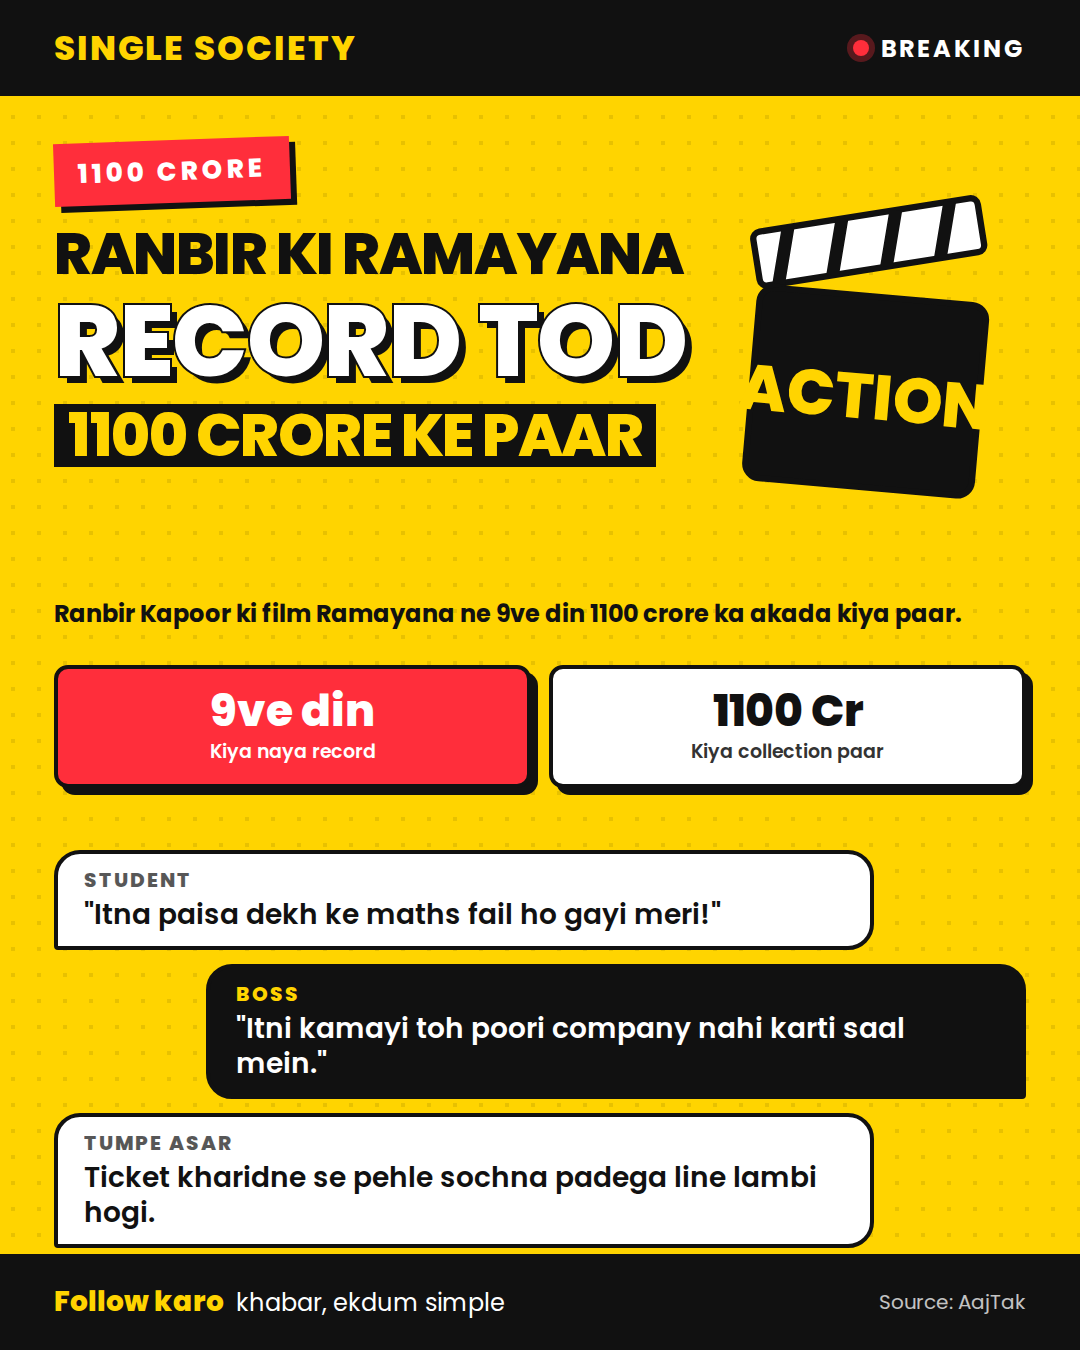 SINGLE SOCIETY
BREAKING
1100 CRORE
RANBIR KI RAMAYANA
RECORD TOD
1100 CRORE KE PAAR
ACTION
Ranbir Kapoor ki film Ramayana ne 9ve din 1100 crore ka akada kiya paar.
9ve din
Kiya naya record
1100 Cr
Kiya collection paar
STUDENT
"Itna paisa dekh ke maths fail ho gayi meri!"
BOSS
"Itni kamayi toh poori company nahi karti saal
mein."
TUMPE ASAR
Ticket kharidne se pehle sochna padega line lambi
hogi.
Follow karo khabar, ekdum simple
Source: AajTak